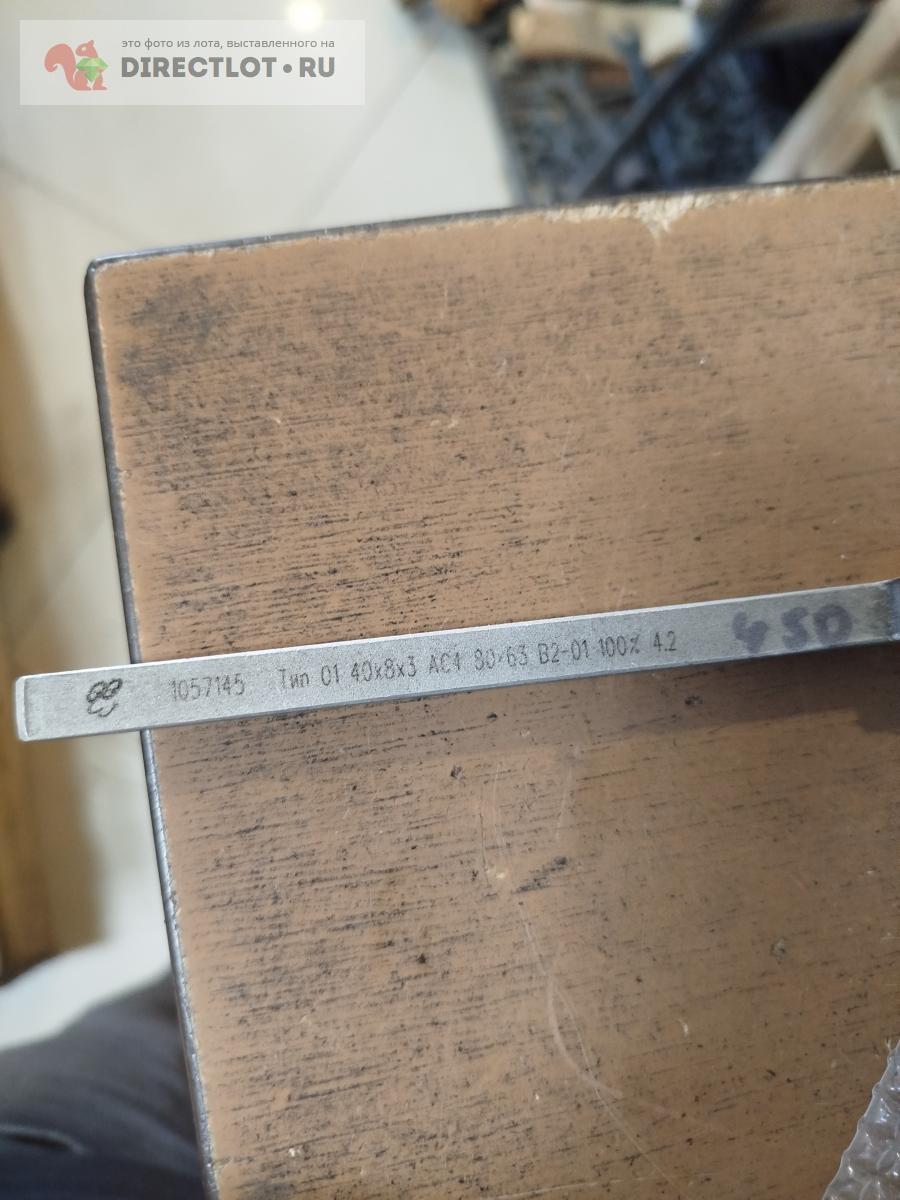 это фото из лота, выставленного на
DIRECTLOT•RU
1057145 Тип 01 40x8x3 АС4 80/63 В2-01 100% 4.2
450